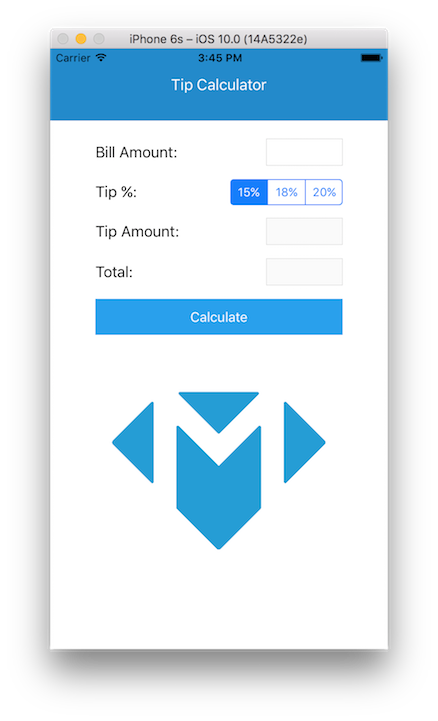 iPhone 6s – iOS 10.0 (14A5322e)
Carrier 3:45 PM
Tip Calculator
Bill Amount:
Tip %: 15% 18% 20%
Tip Amount:
Total:
Calculate